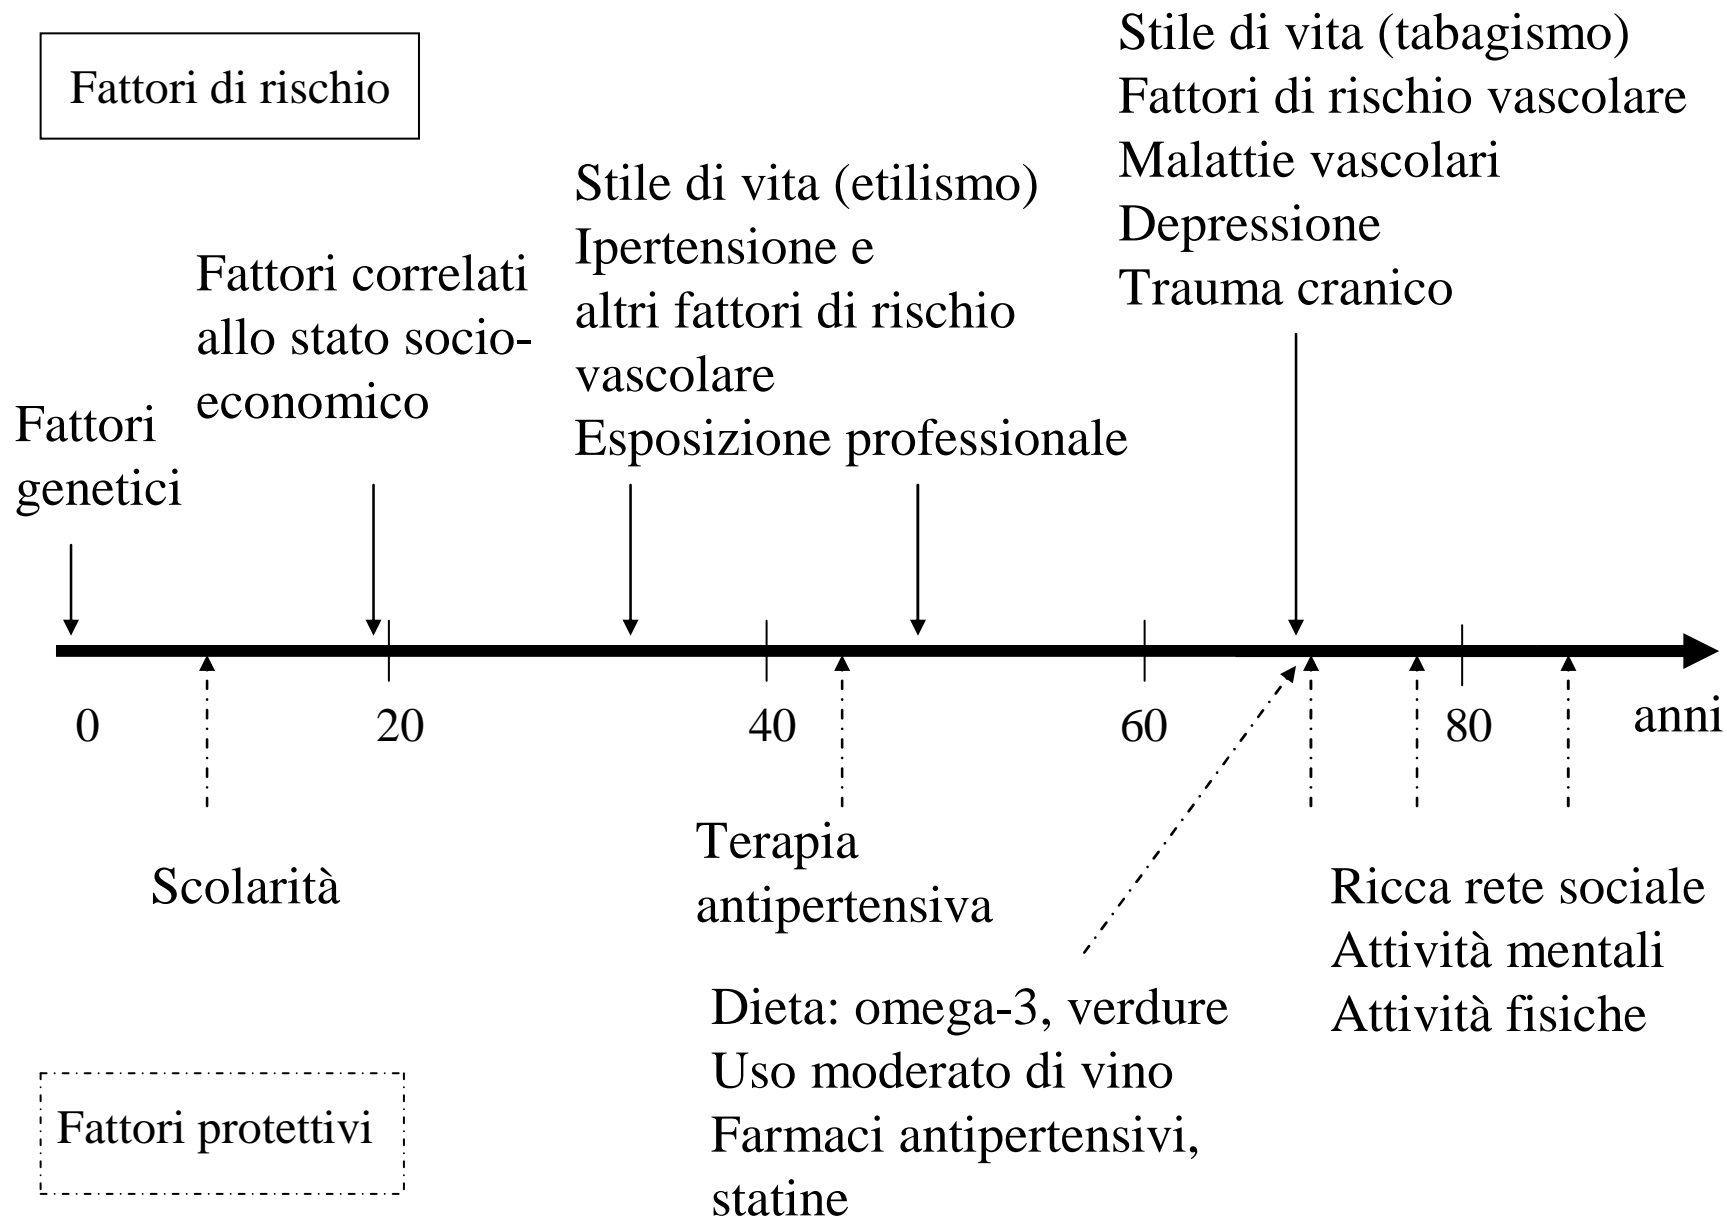 Fattori di rischio
Stile di vita (tabagismo)
Fattori di rischio vascolare
Malattie vascolari
Depressione
Trauma cranico
Stile di vita (etilismo)
Ipertensione e
altri fattori di rischio
vascolare
Esposizione professionale
Fattori correlati
allo stato socio-
economico
Fattori
genetici
0
20
40
60
80
anni
Scolarità
Terapia
antipertensiva
Dieta: omega-3, verdure
Uso moderato di vino
Farmaci antipertensivi,
statine
Ricca rete sociale
Attività mentali
Attività fisiche
Fattori protettivi